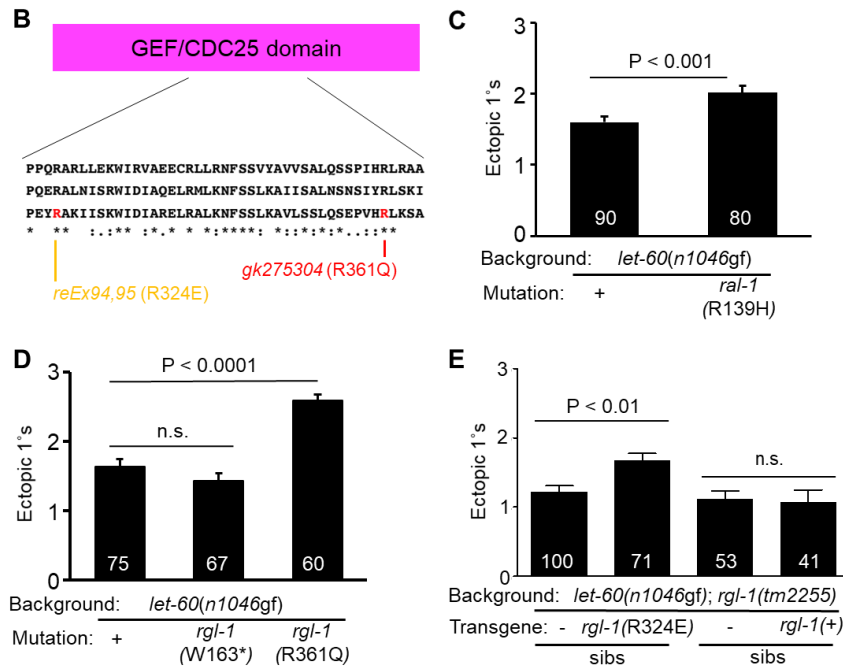 B
GEF/CDC25 domain
PPQRARLLEKWIRVAEECRLLRNFSSVYAVVSALQSSPIHRLRAA
PQERALNISRWIDIAQELRMLKNFSSLKAIISALNSNSIYRLSKI
PEYRAKIISKWIDIARELRALKNFSSLKAVLSSLQSEPVHRLKSA
* ** :.:** .* .* *:****: *::*:*:*..::**
gk275304 (R361Q)
reEx94,95 (R324E)
C
P < 0.001
Ectopic 1˚s
3
2
1
0
90
80
Background: let-60(n1046gf)
Mutation: +
ral-1
(R139H)
D
P < 0.0001
n.s.
Ectopic 1˚s
3
2
1
0
75
67
60
Background: let-60(n1046gf)
Mutation: +
rgl-1
(W163*)
rgl-1
(R361Q)
E
P < 0.01
n.s.
Ectopic 1˚s
3
2
1
0
100
71
53
41
Background: let-60(n1046gf); rgl-1(tm2255)
Transgene: - rgl-1(R324E) - rgl-1(+)
sibs
sibs